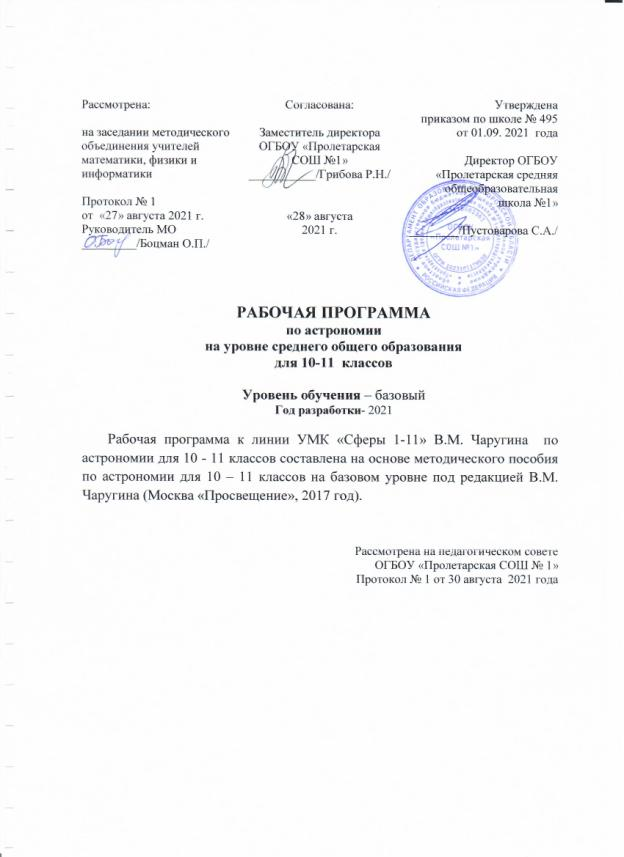 Рассмотрена:
на заседании методического
объединения учителей
математики, физики и
информатики
Протокол № 1
от «27» августа 2021 г.
Руководитель МО
/Боцман О.П./
Согласована:
Заместитель директора
ОГБОУ «Пролетарская
СОШ №1»
/Грибова Р.Н./
«28» августа
2021 г.
Утверждена
приказом по школе № 495
от 01.09. 2021 года
Директор ОГБОУ
«Пролетарская средняя
общеобразовательная
школа №1»
/Пустоварова С.А./
«Пролетарская
СОШ №1»
РОССИЙСКАЯ ФЕДЕРАЦИЯ
РАБОЧАЯ ПРОГРАММА
по астрономии
на уровне среднего общего образования
для 10-11 классов
Уровень обучения – базовый
Год разработки- 2021
Рабочая программа к линии УМК «Сферы 1-11» В.М. Чаругина по
астрономии для 10 - 11 классов составлена на основе методического пособия
по астрономии для 10 – 11 классов на базовом уровне под редакцией В.М.
Чаругина (Москва «Просвещение», 2017 год).
Рассмотрена на педагогическом совете
ОГБОУ «Пролетарская СОШ № 1»
Протокол № 1 от 30 августа 2021 года